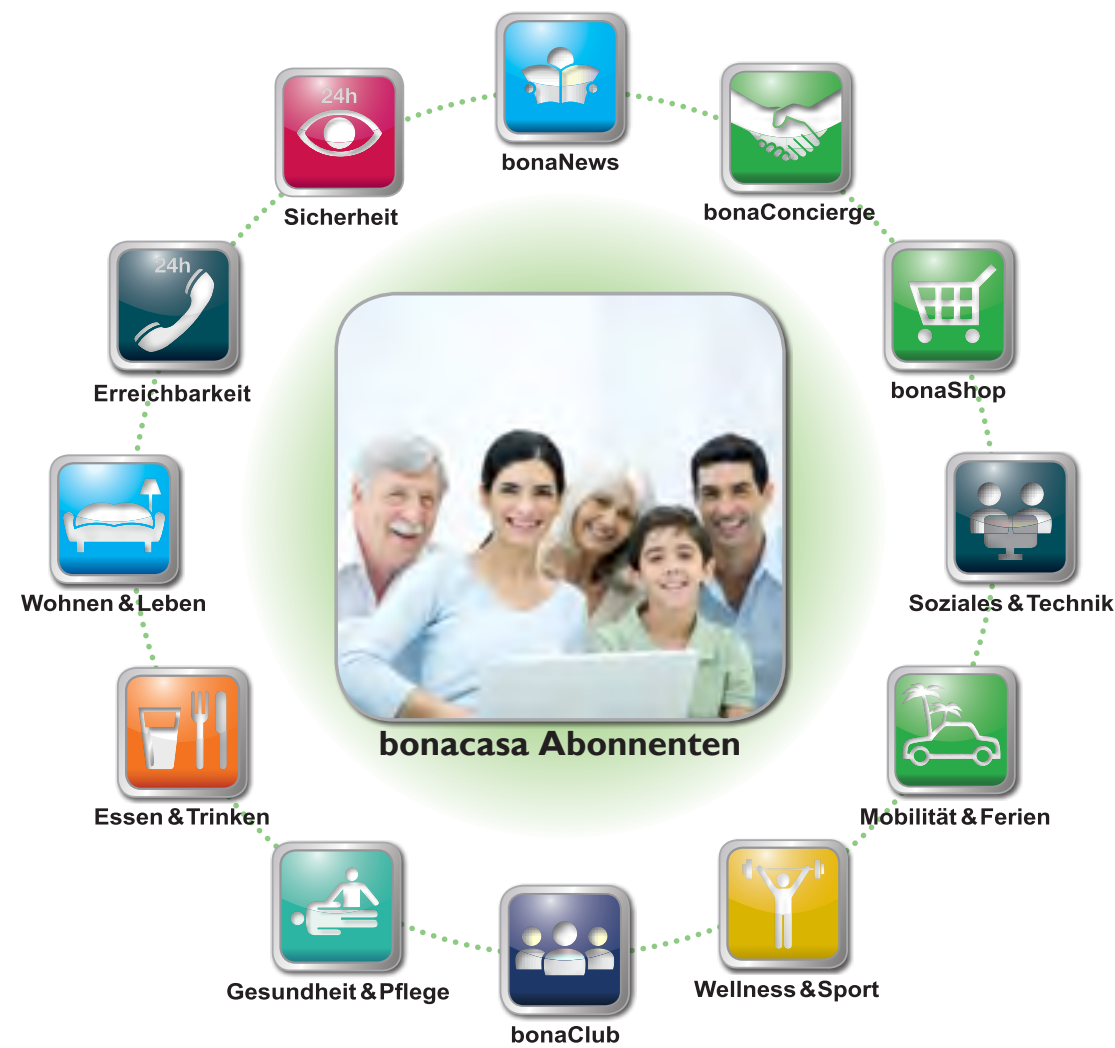 bonaNews
24h
Sicherheit
bonaConcierge
24h
Erreichbarkeit
bonaShop
Wohnen & Leben
Soziales & Technik
bonacasa Abonnenten
Essen & Trinken
Mobilität & Ferien
Gesundheit & Pflege
Wellness & Sport
bonaClub